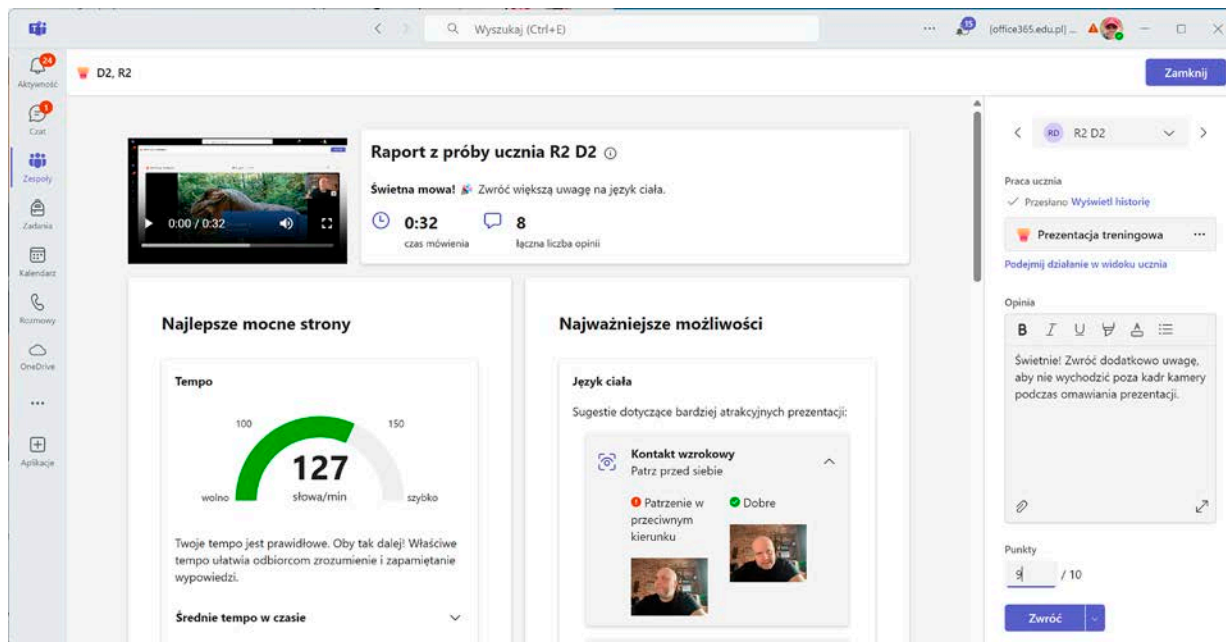 Wyszukaj (Ctrl+E)
15
(office365.edu.pl) ...
24
Aktywność
1
Czat
Zespoły
Zadania
Kalendarz
Rozmowy
OneDrive
Aplikacje
D2, R2
Zamknij
0:00 / 0:32
Raport z próby ucznia R2 D2
Świetna mowa! 🎉 Zwróć większą uwagę na język ciała.
0:32
czas mówienia
8
łączna liczba opinii
Najlepsze mocne strony
Tempo
100
150
127
słowa/min
wolno
szybko
Twoje tempo jest prawidłowe. Oby tak dalej! Właściwe
tempo ułatwia odbiorcom zrozumienie i zapamiętanie
wypowiedzi.
Średnie tempo w czasie
Najważniejsze możliwości
Język ciała
Sugestie dotyczące bardziej atrakcyjnych prezentacji:
Kontakt wzrokowy
Patrz przed siebie
Patrzenie w
przeciwnym
kierunku
Dobre
RD R2 D2
Praca ucznia
Przesłano Wyświetl historię
Prezentacja treningowa
Podejmij działanie w widoku ucznia
Opinia
B I U A
Świetnie! Zwróć dodatkowo uwagę,
aby nie wychodzić poza kadr kamery
podczas omawiania prezentacji.
Punkty
9 / 10
Zwróć